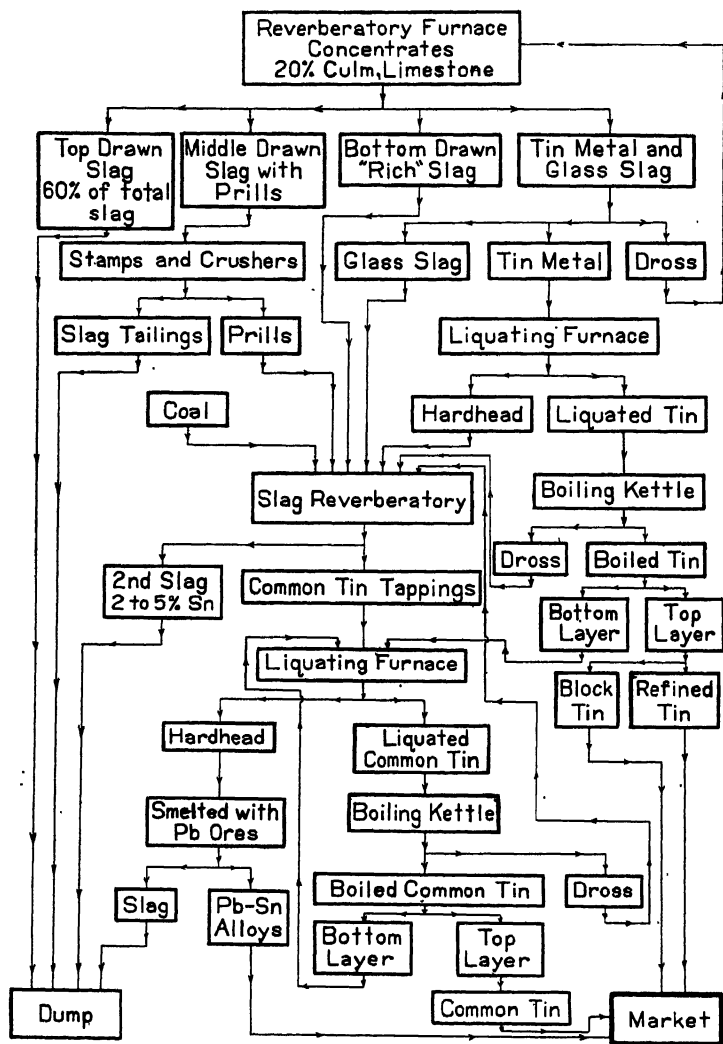 Reverberatory Furnace
Concentrates
20% Culm, Limestone
Top Drawn
Slag
60% of total
slag
Middle Drawn
Slag with
Prills
Bottom Drawn
"Rich" Slag
Tin Metal and
Glass Slag
Stamps and Crushers
Glass Slag
Tin Metal
Dross
Slag Tailings
Prills
Liquating Furnace
Coal
Hardhead
Liquated Tin
Slag Reverberatory
Boiling Kettle
2nd Slag
2 to 5% Sn
Common Tin Tappings
Dross
Boiled Tin
Bottom
Layer
Top
Layer
Liquating Furnace
Block
Tin
Refined
Tin
Hardhead
Liquated
Common Tin
Smelted with
Pb Ores
Boiling Kettle
Slag
Pb-Sn
Alloys
Boiled Common Tin
Dross
Bottom
Layer
Top
Layer
Common Tin
Dump
Market